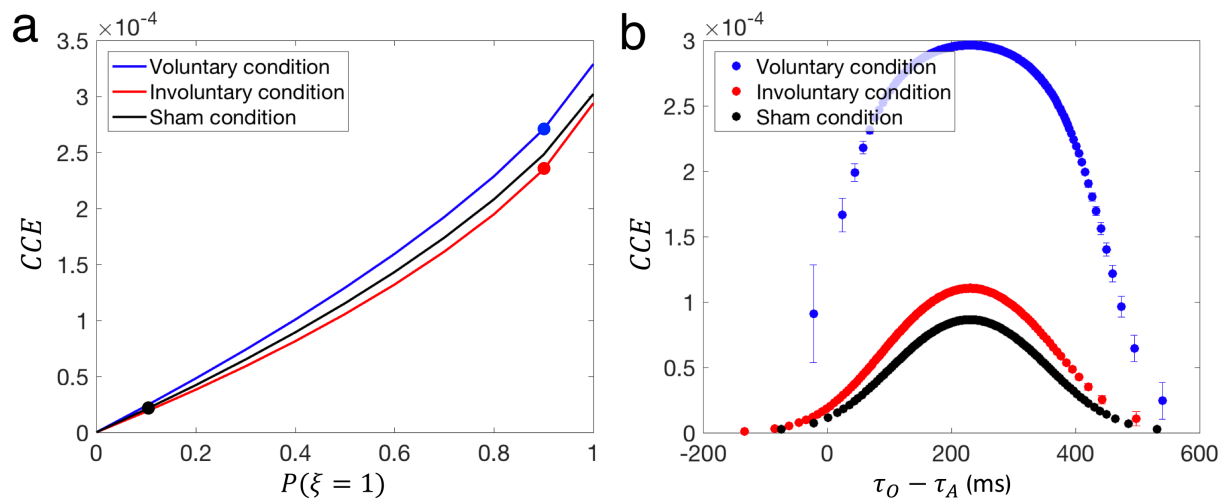 a
×10⁻⁴
3.5
3
2.5
2
1.5
1
0.5
0
CCE
Voluntary condition
Involuntary condition
Sham condition
0 0.2 0.4 0.6 0.8 1
P(ξ = 1)
b
×10⁻⁴
3
2.5
2
1.5
1
0.5
0
CCE
Voluntary condition
Involuntary condition
Sham condition
-200 0 200 400 600
τ_O − τ_A (ms)